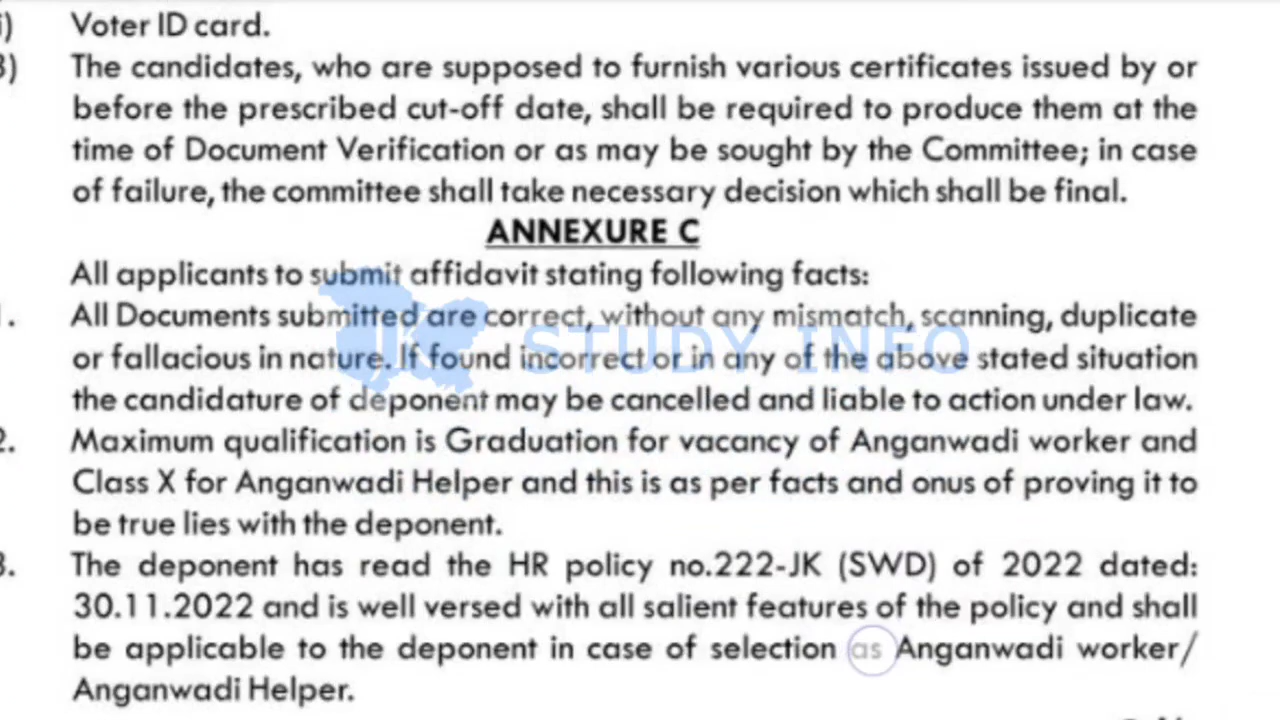 i) Voter ID card.
3) The candidates, who are supposed to furnish various certificates issued by or
before the prescribed cut-off date, shall be required to produce them at the
time of Document Verification or as may be sought by the Committee; in case
of failure, the committee shall take necessary decision which shall be final.
ANNEXURE C
All applicants to submit affidavit stating following facts:
1. All Documents submitted are correct, without any mismatch, scanning, duplicate
or fallacious in nature. If found incorrect or in any of the above stated situation
the candidature of deponent may be cancelled and liable to action under law.
JK STUDY INFO
2. Maximum qualification is Graduation for vacancy of Anganwadi worker and
Class X for Anganwadi Helper and this is as per facts and onus of proving it to
be true lies with the deponent.
3. The deponent has read the HR policy no.222-JK (SWD) of 2022 dated:
30.11.2022 and is well versed with all salient features of the policy and shall
be applicable to the deponent in case of selection as Anganwadi worker/
Anganwadi Helper.